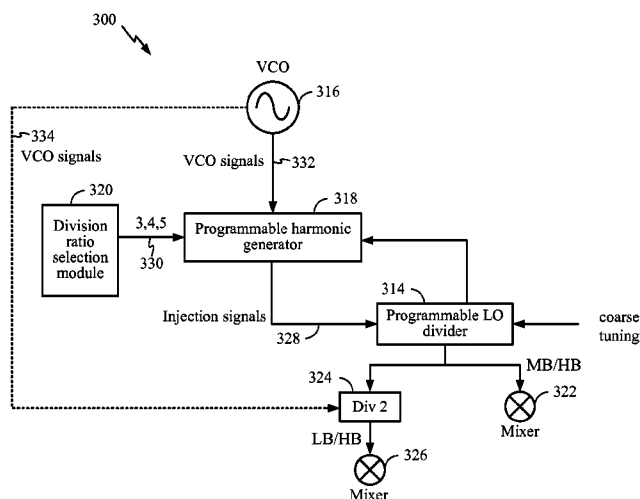 300
VCO
316
334
VCO signals
VCO signals
332
320
318
Division
ratio
selection
module
3,4,5
330
Programmable harmonic
generator
314
Injection signals
328
Programmable LO
divider
coarse
tuning
324
MB/HB
Div 2
322
Mixer
LB/HB
326
Mixer